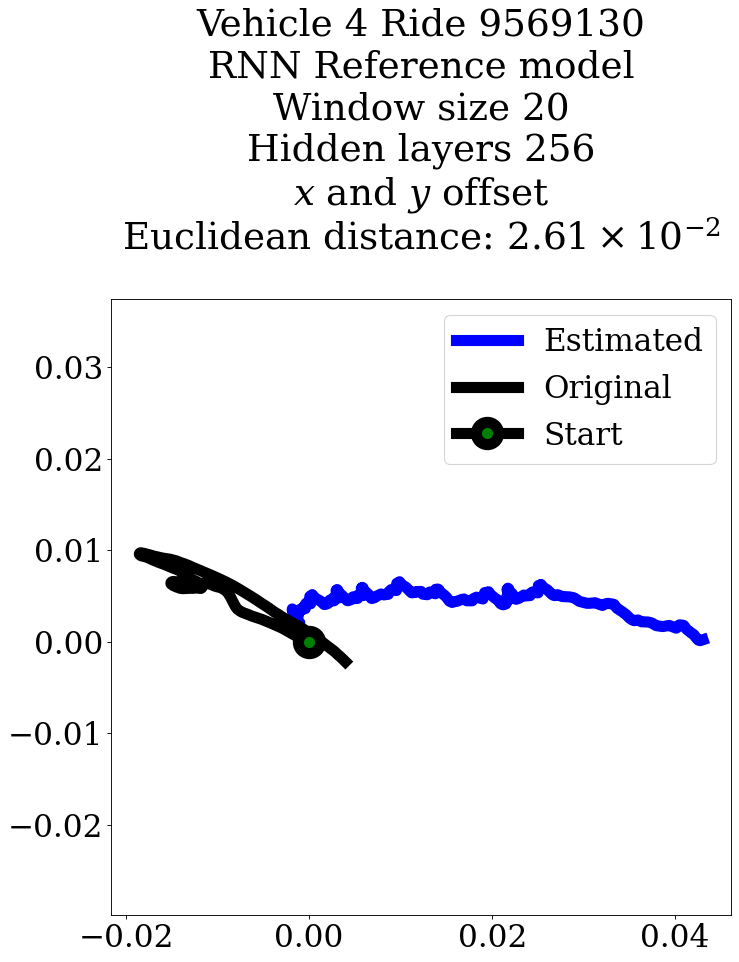 Vehicle 4 Ride 9569130
RNN Reference model
Window size 20
Hidden layers 256
x and y offset
Euclidean distance: 2.61 × 10⁻²
Estimated
Original
Start
0.03
0.02
0.01
0.00
−0.01
−0.02
−0.02 0.00 0.02 0.04